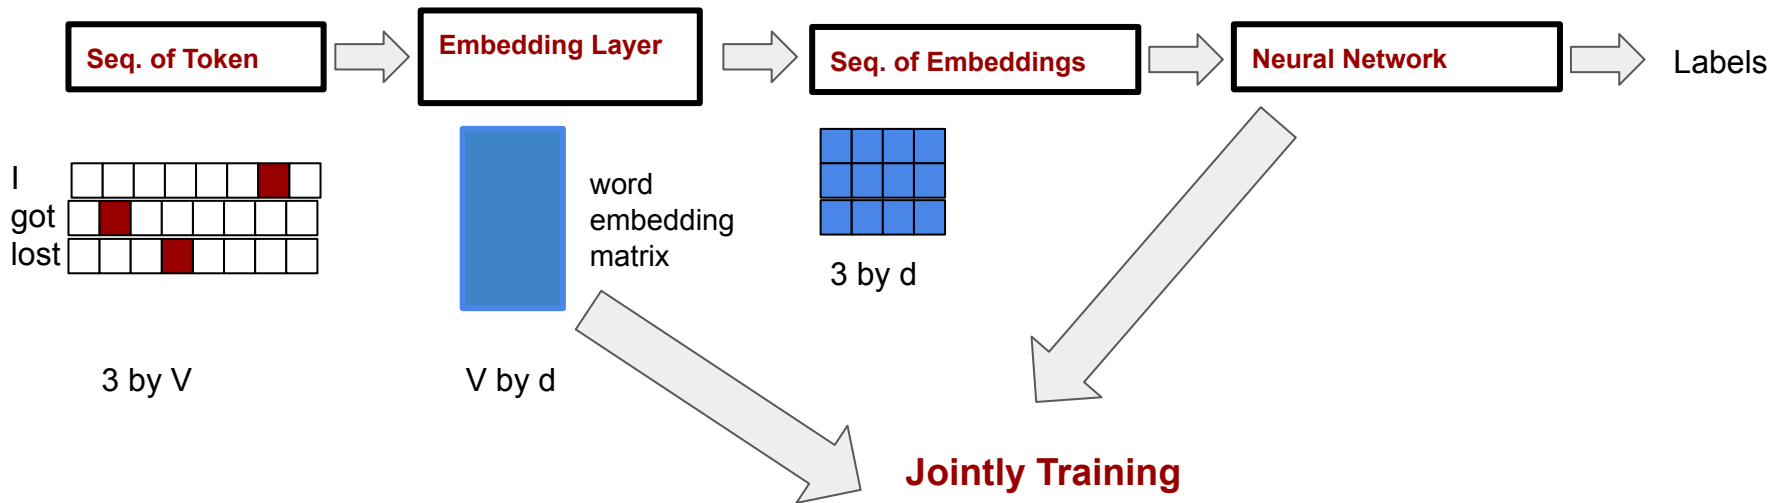 Seq. of Token
Embedding Layer
Seq. of Embeddings
Neural Network
Labels
I
got
lost
word
embedding
matrix
3 by d
3 by V
V by d
Jointly Training